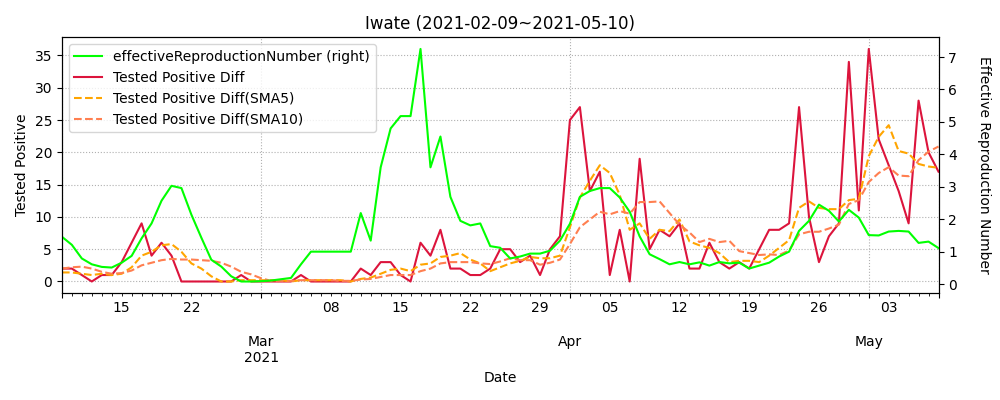 Iwate (2021-02-09~2021-05-10)
effectiveReproductionNumber (right)
Tested Positive Diff
Tested Positive Diff(SMA5)
Tested Positive Diff(SMA10)
Tested Positive
35
30
25
20
15
10
5
0
Effective Reproduction Number
7
6
5
4
3
2
1
0
15 22 08 15 22 29 05 12 19 26 03
Mar Apr May
2021
Date